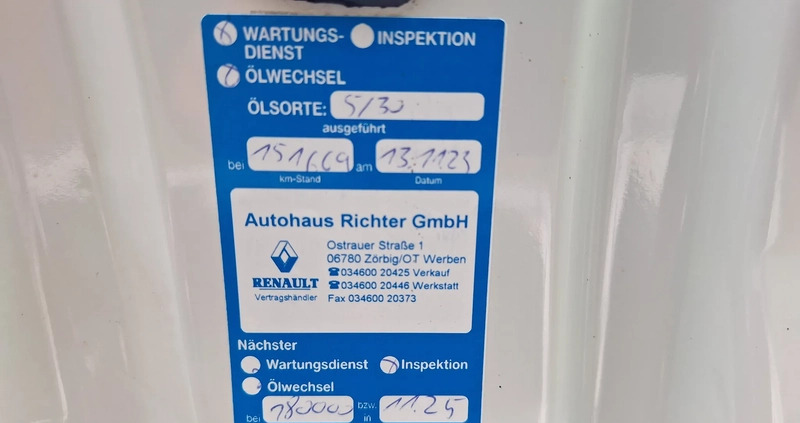 WARTUNGS- INSPEKTION
DIENST
ÖLWECHSEL
ÖLSORTE: 5/30
ausgeführt
bei 151669 am 13.11.23
km-Stand Datum
Autohaus Richter GmbH
Ostrauer Straße 1
06780 Zörbig/OT Werben
☎034600 20425 Verkauf
RENAULT ☎034600 20446 Werkstatt
Vertragshändler Fax 034600 20373
Nächster
Wartungsdienst Inspektion
Ölwechsel
bei 180000 bzw. in 11.25